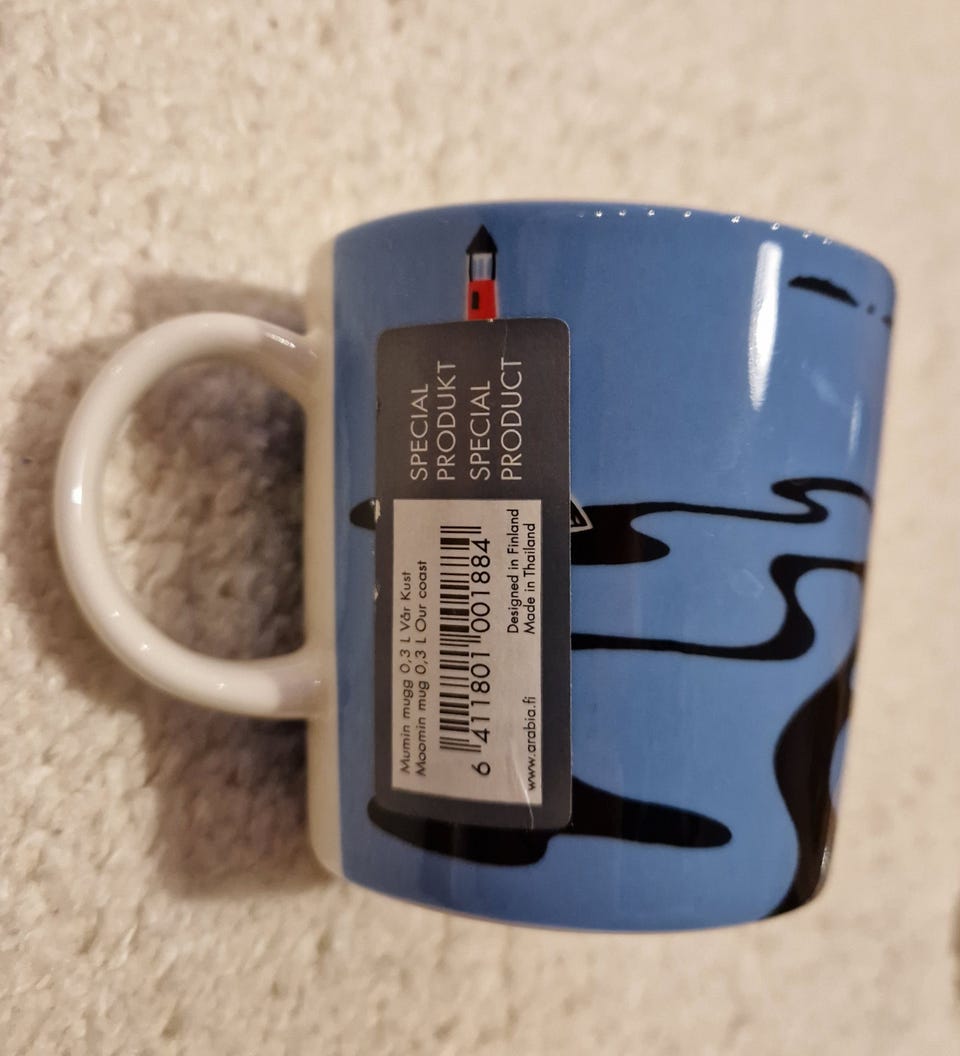 SPECIAL
PRODUKT
SPECIAL
PRODUCT
Mumin mugg 0,3 L Vår Kust
Moomin mug 0,3 L Our coast
6 411801 001884
Designed in Finland
Made in Thailand
www.arabia.fi